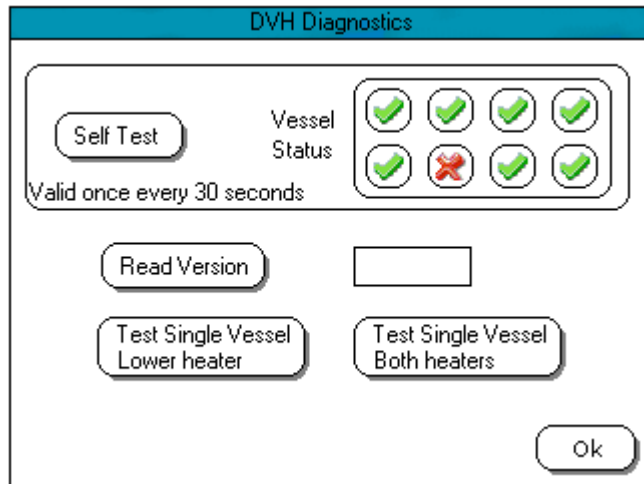 DVH Diagnostics
Self Test
Vessel
Status
Valid once every 30 seconds
Read Version
Test Single Vessel
Lower heater
Test Single Vessel
Both heaters
Ok